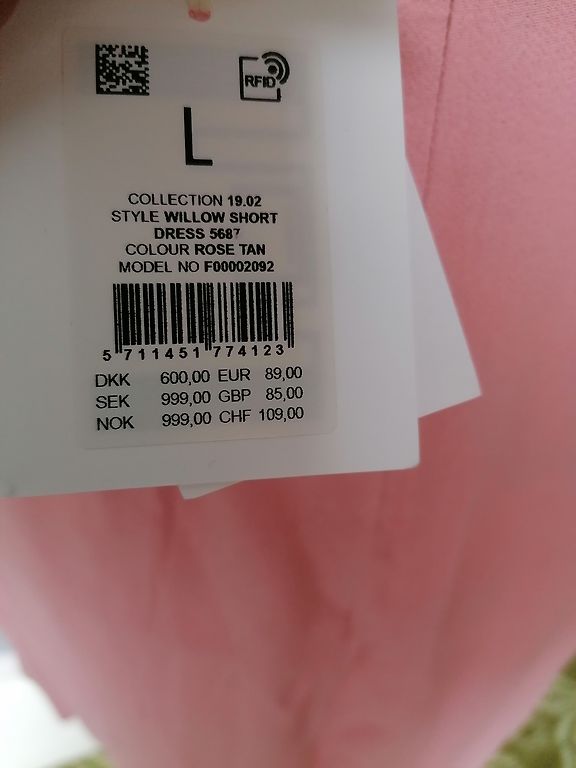 RFID
L
COLLECTION 19.02
STYLE WILLOW SHORT
DRESS 5687
COLOUR ROSE TAN
MODEL NO F00002092
5 711451 774123
DKK 600,00 EUR 89,00
SEK 999,00 GBP 85,00
NOK 999,00 CHF 109,00